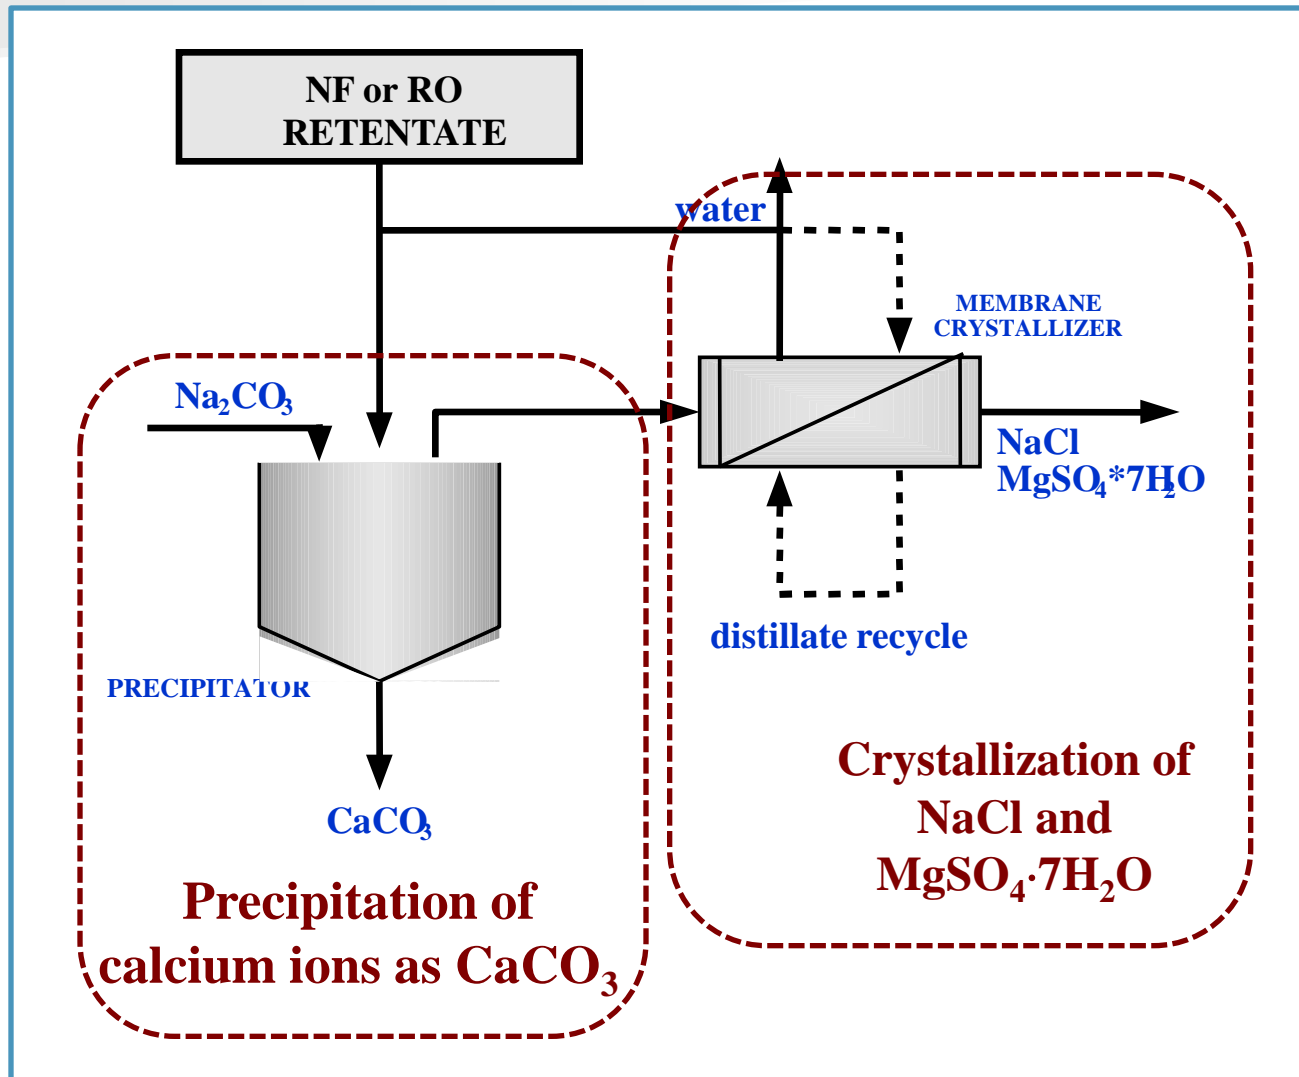 NF or RO
RETENTATE
water
MEMBRANE
CRYSTALLIZER
Na₂CO₃
NaCl
MgSO₄*7H₂O
distillate recycle
PRECIPITATOR
CaCO₃
Crystallization of
NaCl and
MgSO₄·7H₂O
Precipitation of
calcium ions as CaCO₃